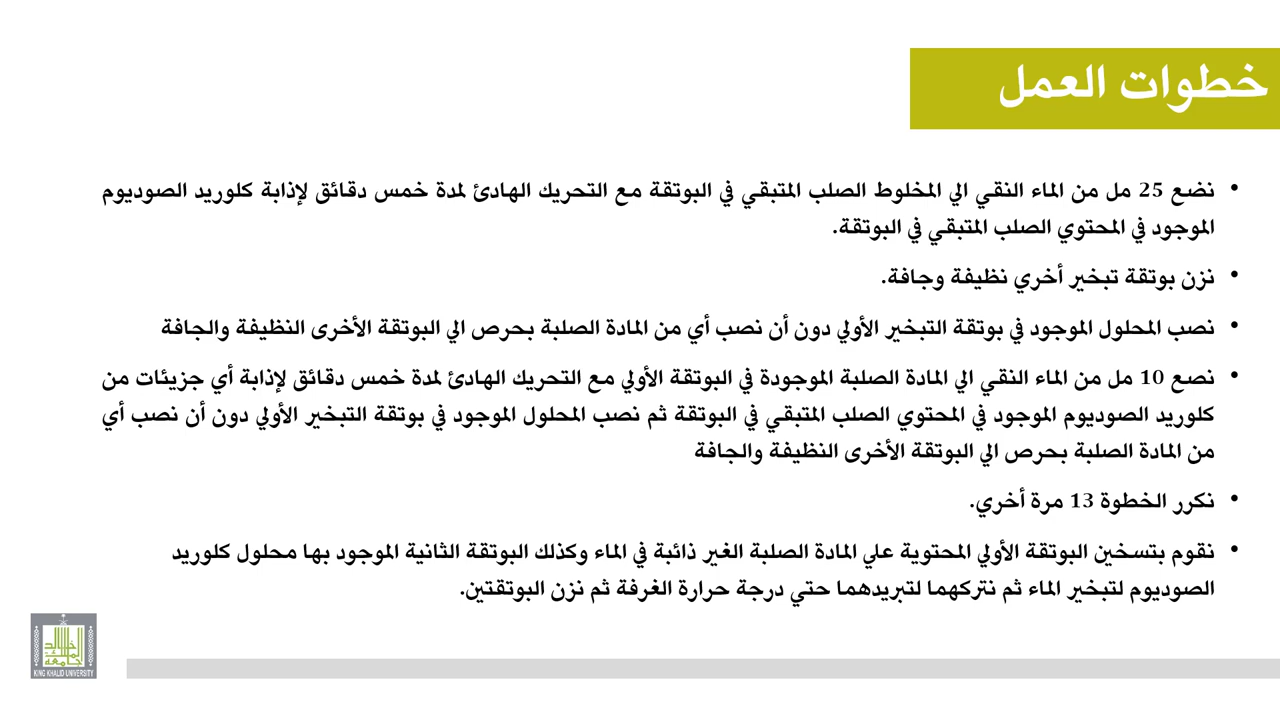 خطوات العمل
• نضع 25 مل من الماء النقي الي المخلوط الصلب المتبقي في البوتقة مع التحريك الهادئ لمدة خمس دقائق لإذابة كلوريد الصوديوم
الموجود في المحتوي الصلب المتبقي في البوتقة.
• نزن بوتقة تبخير أخري نظيفة وجافة.
• نصب المحلول الموجود في بوتقة التبخير الأولي دون أن نصب أي من المادة الصلبة بحرص الي البوتقة الأخرى النظيفة والجافة
• نصع 10 مل من الماء النقي الي المادة الصلبة الموجودة في البوتقة الأولي مع التحريك الهادئ لمدة خمس دقائق لإذابة أي جزيئات من
كلوريد الصوديوم الموجود في المحتوي الصلب المتبقي في البوتقة ثم نصب المحلول الموجود في بوتقة التبخير الأولي دون أن نصب أي
من المادة الصلبة بحرص الي البوتقة الأخرى النظيفة والجافة
• نكرر الخطوة 13 مرة أخري.
• نقوم بتسخين البوتقة الأولي المحتوية علي المادة الصلبة الغير ذائبة في الماء وكذلك البوتقة الثانية الموجود بها محلول كلوريد
الصوديوم لتبخير الماء ثم نتركهما لتبريدهما حتي درجة حرارة الغرفة ثم نزن البوتقتين.
جامعة الملك خالد
KING KHALID UNIVERSITY